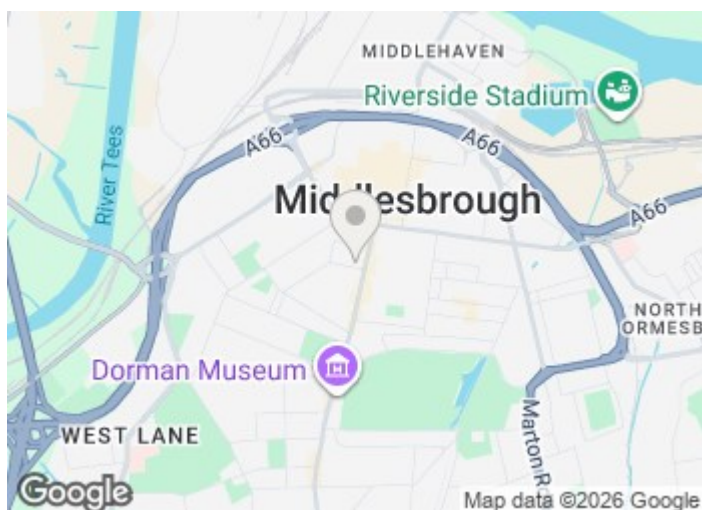 MIDDLEHAVEN
Riverside Stadium
A66
A66
River Tees
Middlesbrough
A66
NORTH
ORMESB
Dorman Museum
Marton Ro
WEST LANE
Google
Map data ©2026 Google